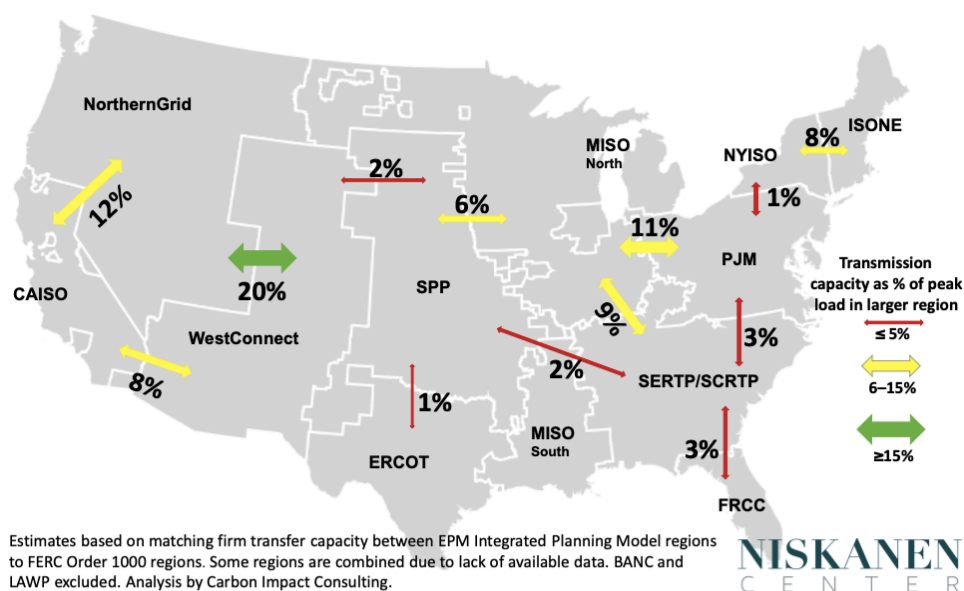 NorthernGrid
MISO
North
ISONE
8%
NYISO
2%
1%
12%
6%
11%
PJM
Transmission
capacity as % of peak
load in larger region
≤ 5%
6–15%
≥15%
CAISO
20%
SPP
9%
WestConnect
3%
8%
2%
SERTP/SCRTP
1%
MISO
South
3%
ERCOT
FRCC
Estimates based on matching firm transfer capacity between EPM Integrated Planning Model regions
to FERC Order 1000 regions. Some regions are combined due to lack of available data. BANC and
LAWP excluded. Analysis by Carbon Impact Consulting.
NISKANEN
CENTER